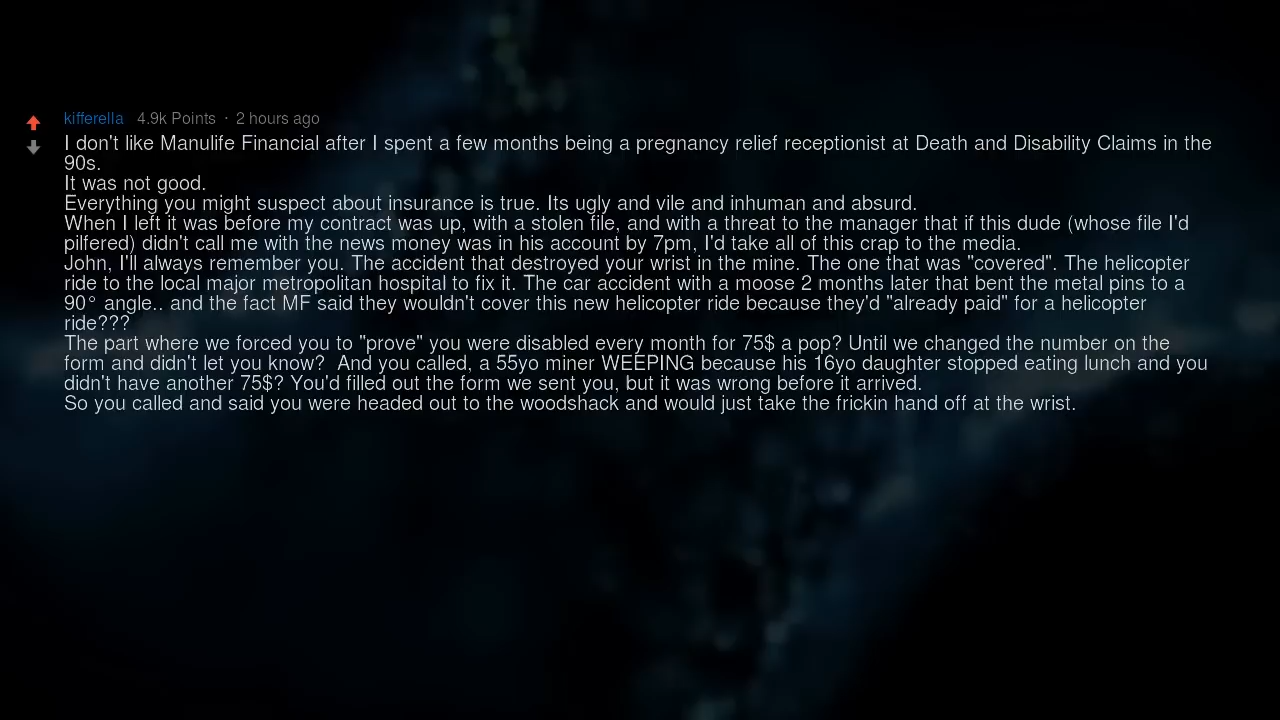 kifferella 4.9k Points · 2 hours ago
I don't like Manulife Financial after I spent a few months being a pregnancy relief receptionist at Death and Disability Claims in the
90s.
It was not good.
Everything you might suspect about insurance is true. Its ugly and vile and inhuman and absurd.
When I left it was before my contract was up, with a stolen file, and with a threat to the manager that if this dude (whose file I'd
pilfered) didn't call me with the news money was in his account by 7pm, I'd take all of this crap to the media.
John, I'll always remember you. The accident that destroyed your wrist in the mine. The one that was "covered". The helicopter
ride to the local major metropolitan hospital to fix it. The car accident with a moose 2 months later that bent the metal pins to a
90° angle.. and the fact MF said they wouldn't cover this new helicopter ride because they'd "already paid" for a helicopter
ride???
The part where we forced you to "prove" you were disabled every month for 75$ a pop? Until we changed the number on the
form and didn't let you know?  And you called, a 55yo miner WEEPING because his 16yo daughter stopped eating lunch and you
didn't have another 75$? You'd filled out the form we sent you, but it was wrong before it arrived.
So you called and said you were headed out to the woodshack and would just take the frickin hand off at the wrist.